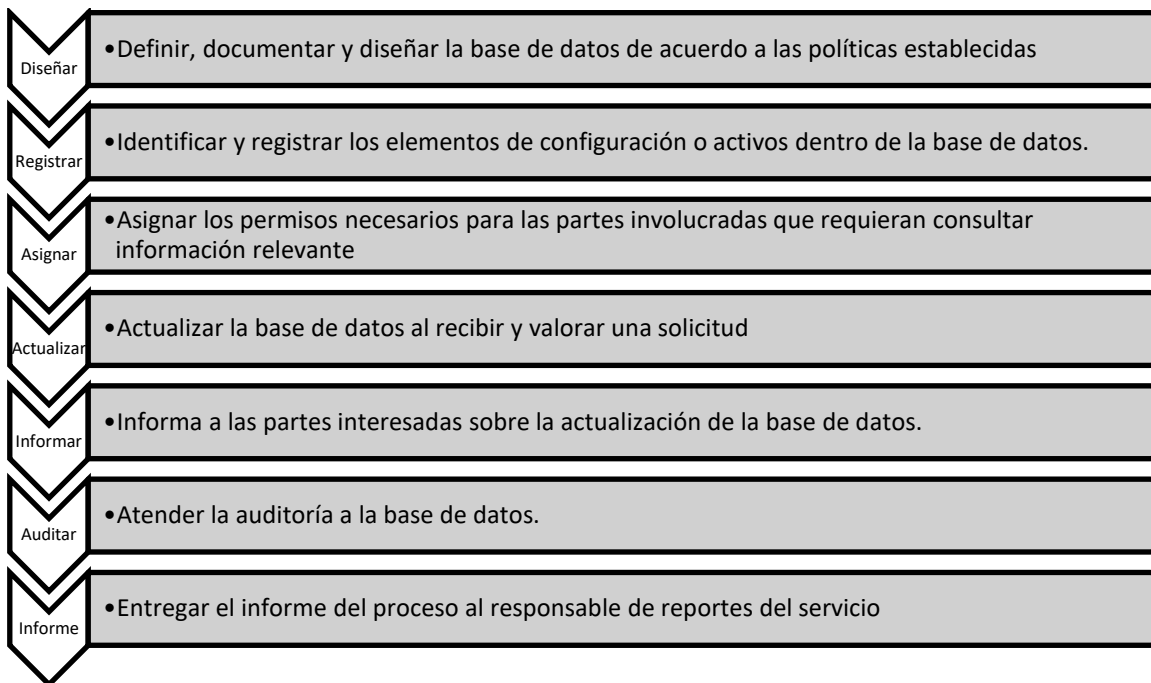 Diseñar
•Definir, documentar y diseñar la base de datos de acuerdo a las políticas establecidas
Registrar
•Identificar y registrar los elementos de configuración o activos dentro de la base de datos.
Asignar
•Asignar los permisos necesarios para las partes involucradas que requieran consultar
información relevante
Actualizar
•Actualizar la base de datos al recibir y valorar una solicitud
Informar
•Informa a las partes interesadas sobre la actualización de la base de datos.
Auditar
•Atender la auditoría a la base de datos.
Informe
•Entregar el informe del proceso al responsable de reportes del servicio